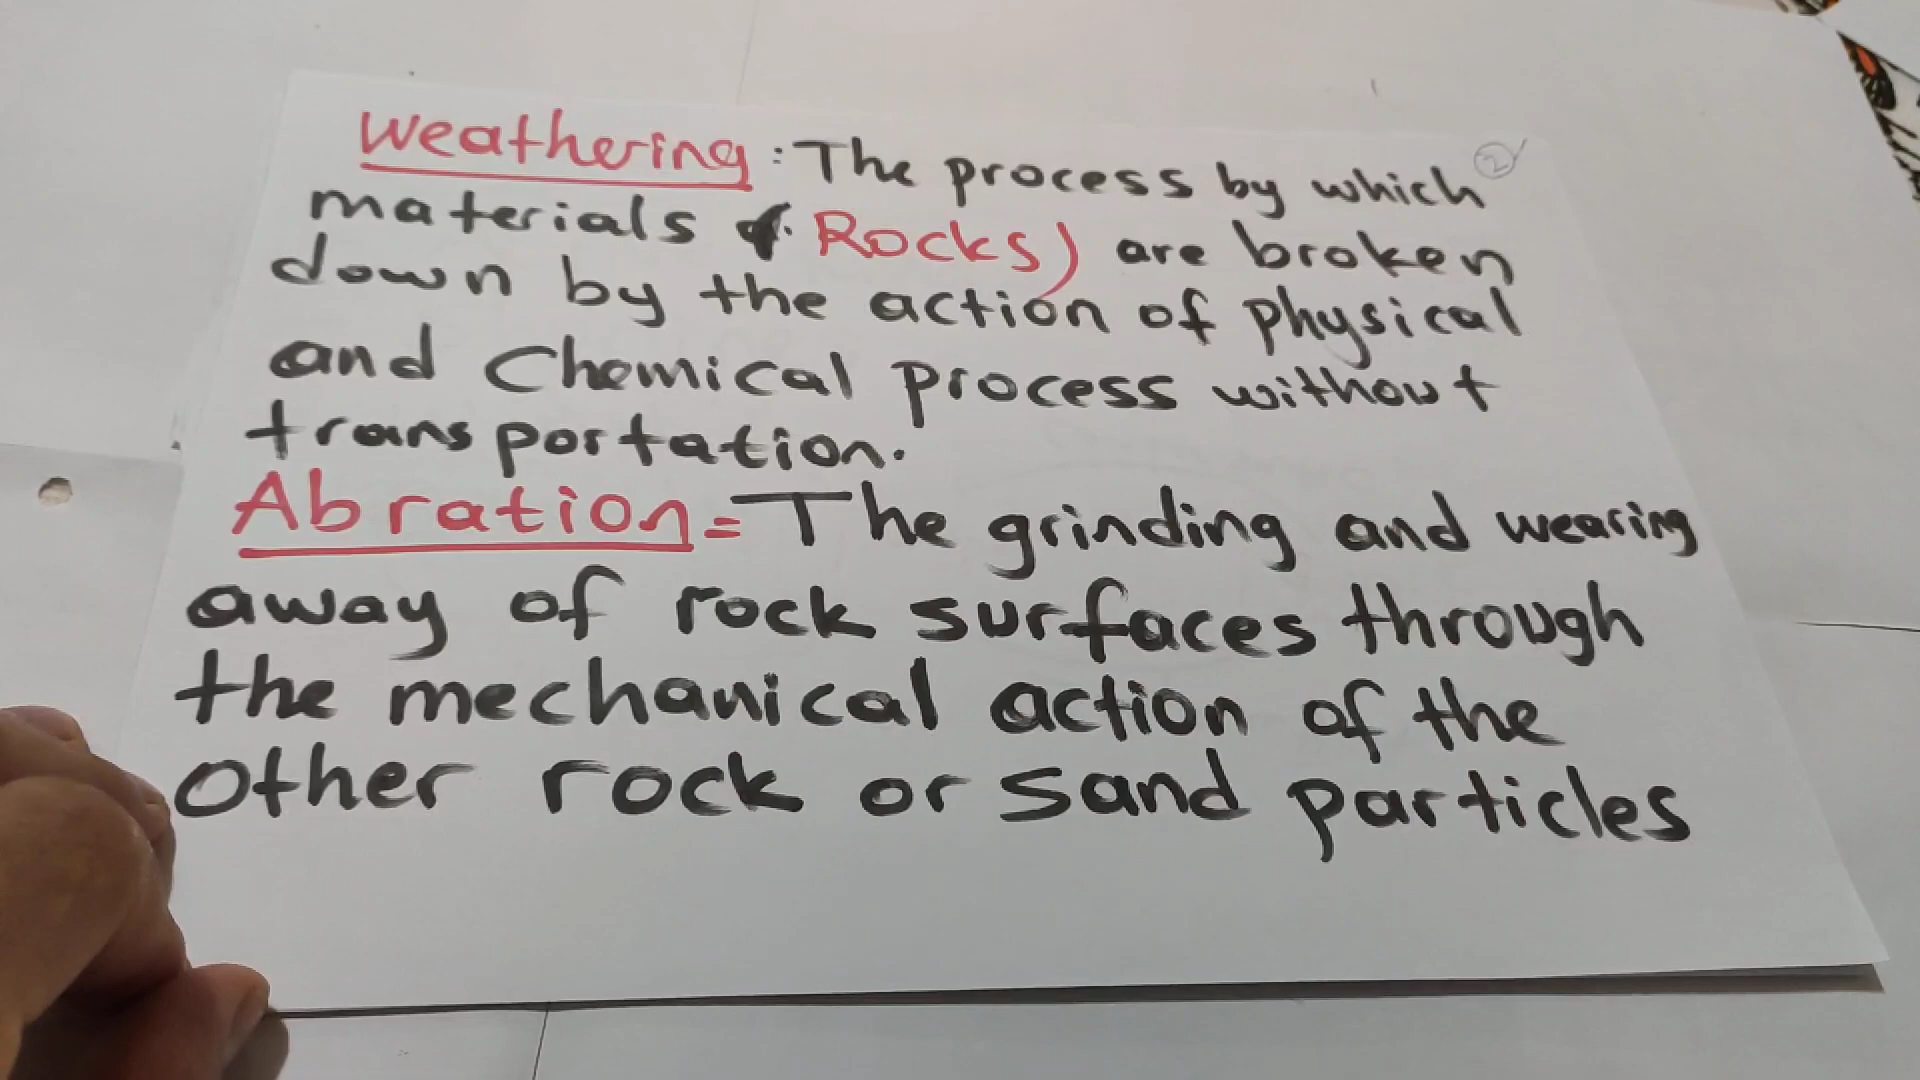 Weathering : The process by which
②
materials ( Rocks) are broken
down by the action of physical
and Chemical process without
transportation.
Abration = The grinding and wearing
away of rock surfaces through
the mechanical action of the
Other rock or sand particles